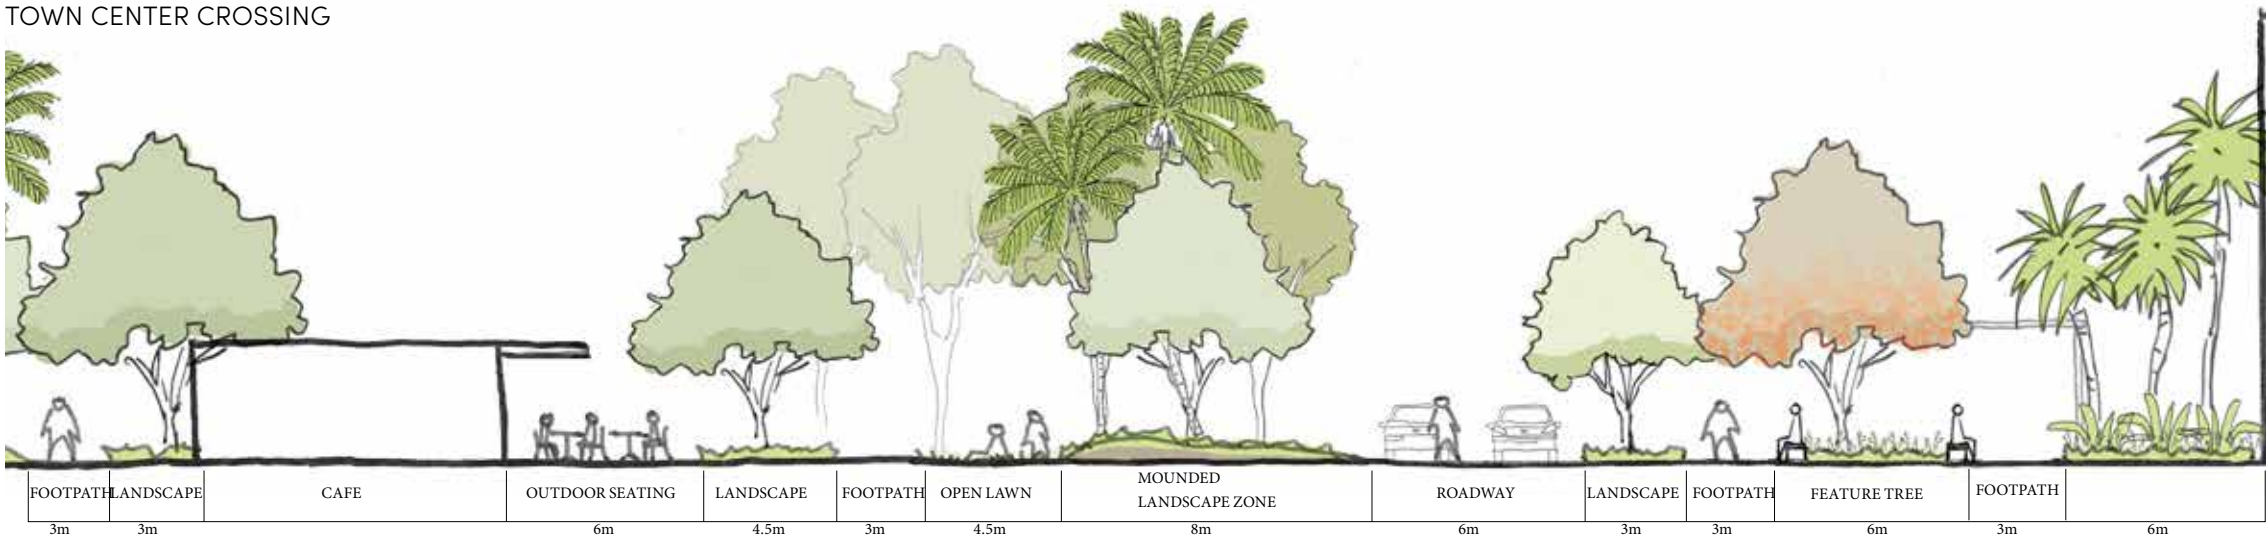 TOWN CENTER CROSSING
FOOTPATH LANDSCAPE CAFE OUTDOOR SEATING LANDSCAPE FOOTPATH OPEN LAWN MOUNDED LANDSCAPE ZONE ROADWAY LANDSCAPE FOOTPATH FEATURE TREE FOOTPATH
3m 3m 6m 4.5m 3m 4.5m 8m 6m 3m 3m 6m 3m 6m